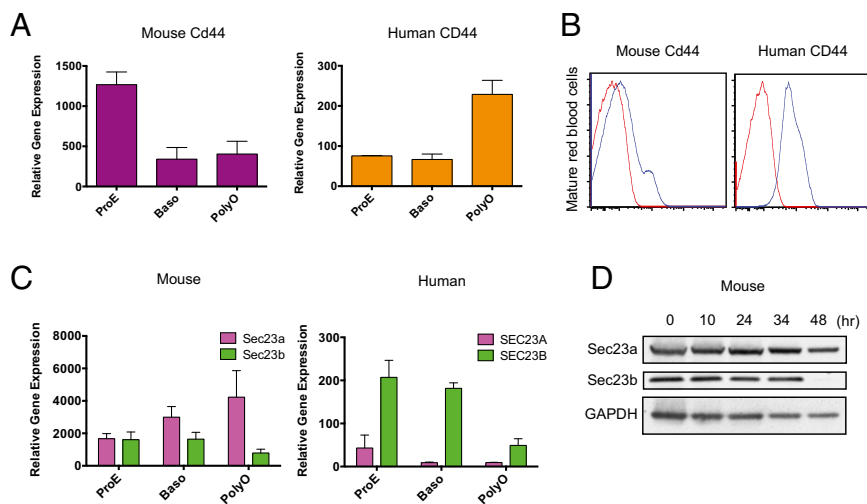 A
Mouse Cd44
Relative Gene Expression
1500
1000
500
0
ProE
Baso
PolyO
Human CD44
Relative Gene Expression
300
200
100
0
ProE
Baso
PolyO
B
Mouse Cd44
Human CD44
Mature red blood cells
C
Mouse
Relative Gene Expression
8000
6000
4000
2000
0
Sec23a
Sec23b
ProE
Baso
PolyO
Human
Relative Gene Expression
300
200
100
0
SEC23A
SEC23B
ProE
Baso
PolyO
D
Mouse
0 10 24 34 48 (hr)
Sec23a
Sec23b
GAPDH